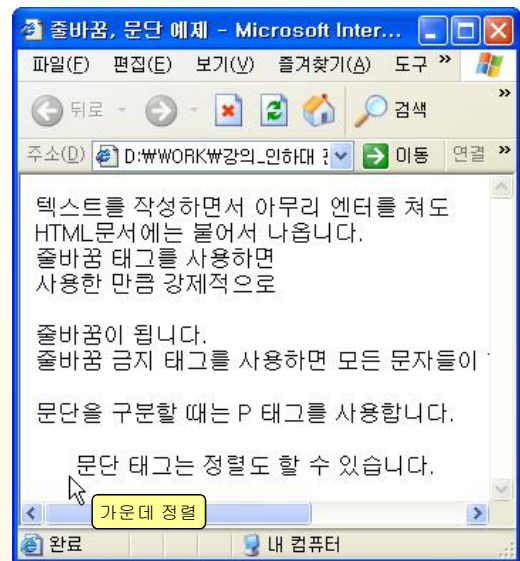 줄바꿈, 문단 예제 - Microsoft Inter...
파일(F) 편집(E) 보기(V) 즐겨찾기(A) 도구 »
뒤로 검색 »
주소(D) D:₩WORK₩강의_인하대 이동 연결 »
텍스트를 작성하면서 아무리 엔터를 쳐도
HTML문서에는 붙어서 나옵니다.
줄바꿈 태그를 사용하면
사용한 만큼 강제적으로
줄바꿈이 됩니다.
줄바꿈 금지 태그를 사용하면 모든 문자들이
문단을 구분할 때는 P 태그를 사용합니다.
문단 태그는 정렬도 할 수 있습니다.
가운데 정렬
완료 내 컴퓨터